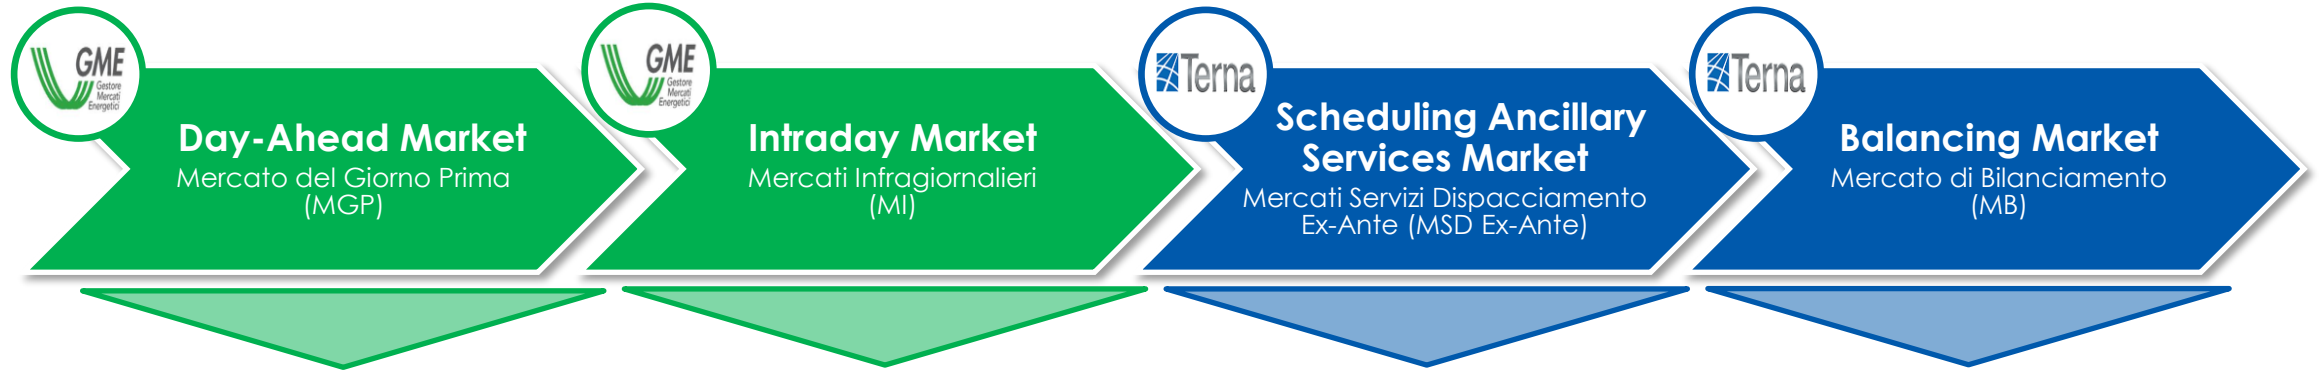 GME
Gestore
Mercati
Energetici
Day-Ahead Market
Mercato del Giorno Prima
(MGP)
GME
Gestore
Mercati
Energetici
Intraday Market
Mercati Infragiornalieri
(MI)
Terna
Scheduling Ancillary
Services Market
Mercati Servizi Dispacciamento
Ex-Ante (MSD Ex-Ante)
Terna
Balancing Market
Mercato di Bilanciamento
(MB)